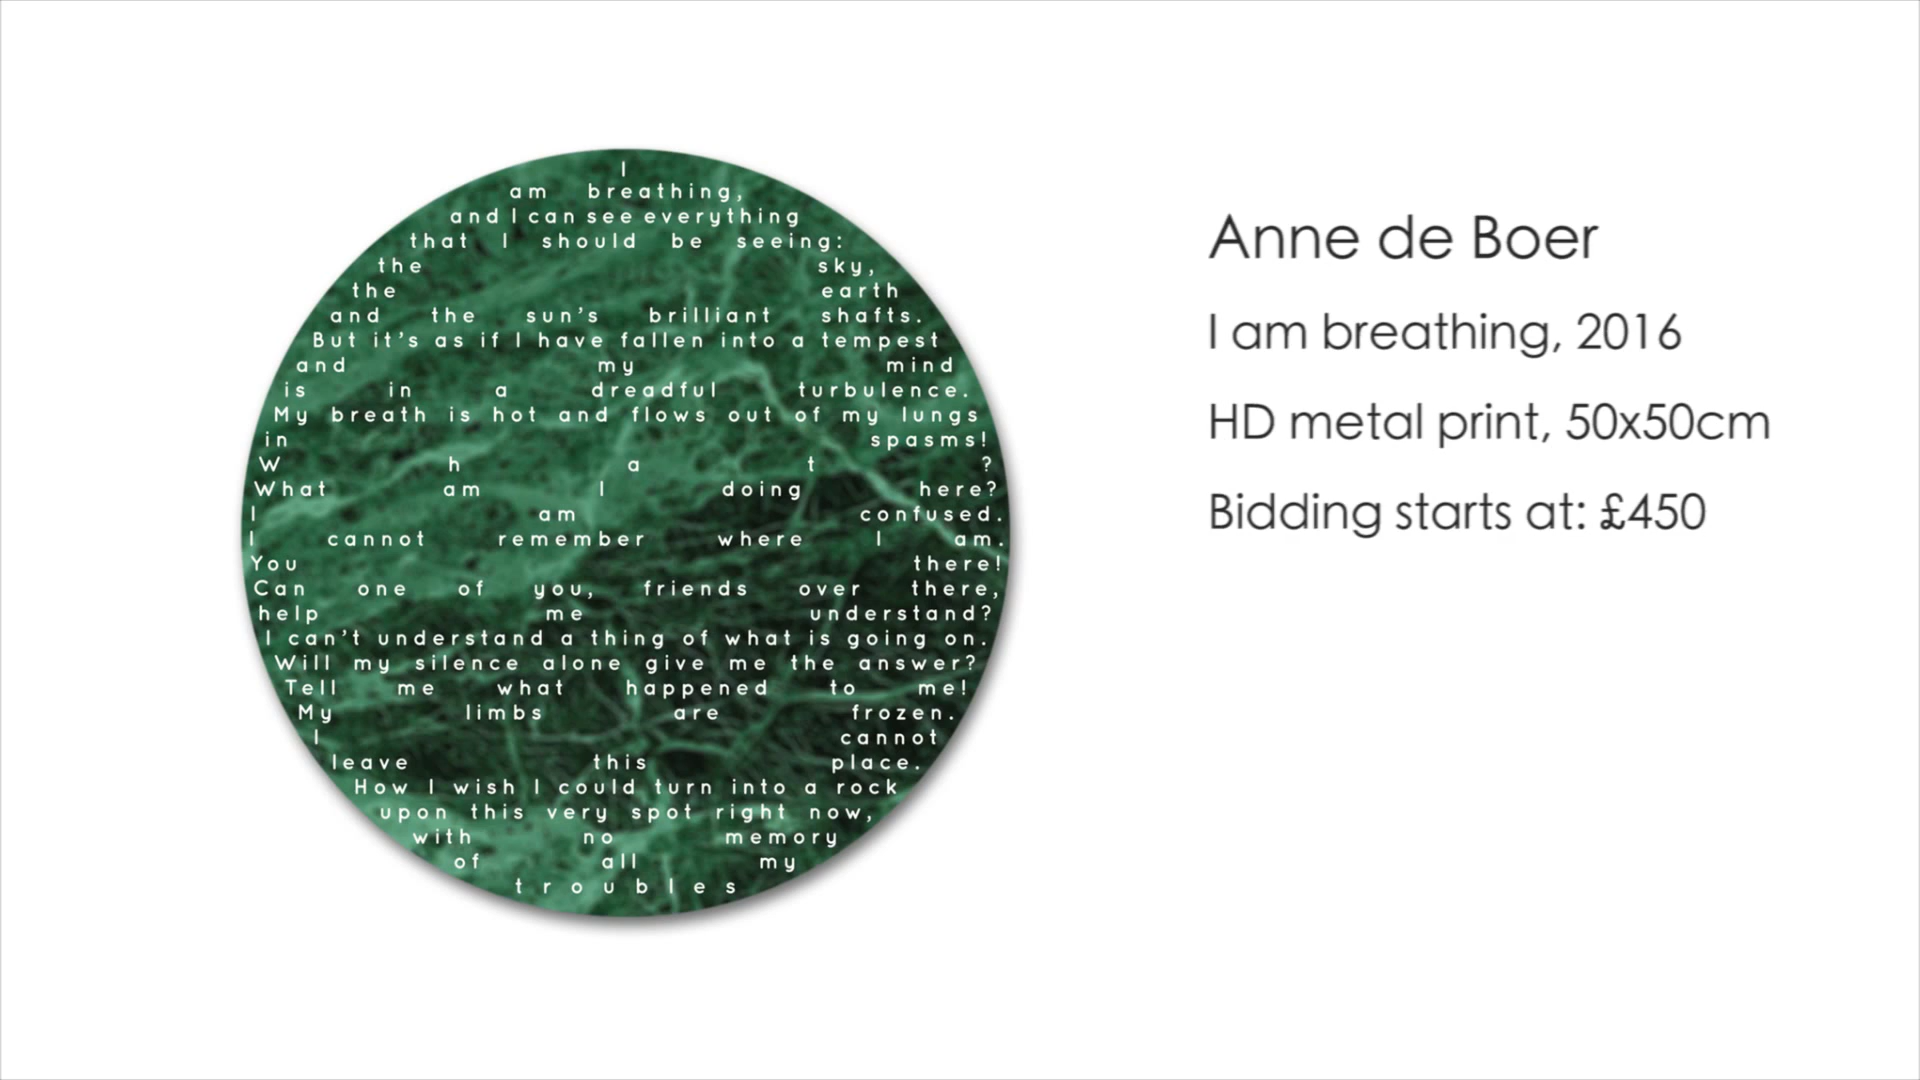 I
am breathing,
and I can see everything
that I should be seeing:
the sky,
the earth
and the sun’s brilliant shafts.
But it’s as if I have fallen into a tempest
and my mind
is in a dreadful turbulence.
My breath is hot and flows out of my lungs
in spasms!
W h a t ?
What am I doing here?
I am confused.
I cannot remember where I am.
You there!
Can one of you, friends over there,
help me understand?
I can’t understand a thing of what is going on.
Will my silence alone give me the answer?
Tell me what happened to me!
My limbs are frozen.
I cannot
leave this place.
How I wish I could turn into a rock
upon this very spot right now,
with no memory
of all my
troubles
Anne de Boer
I am breathing, 2016
HD metal print, 50x50cm
Bidding starts at: £450